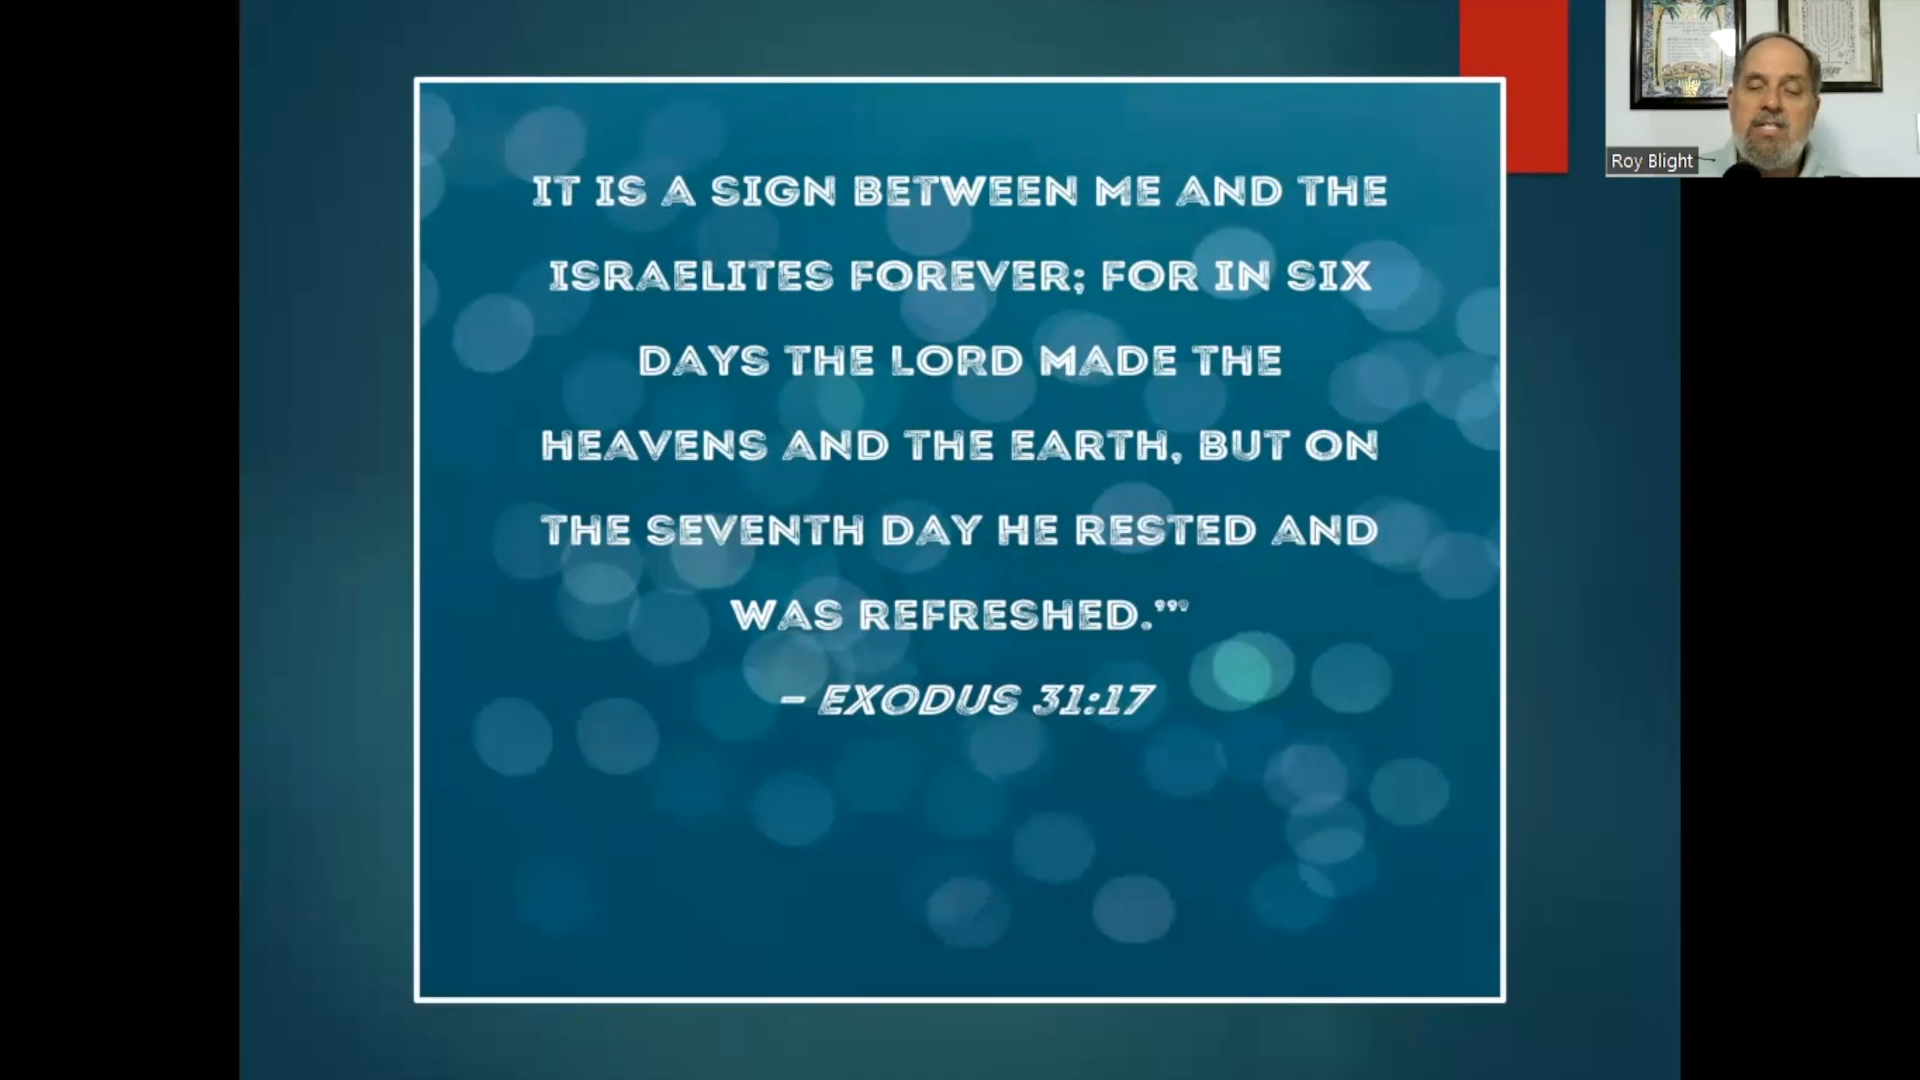 IT IS A SIGN BETWEEN ME AND THE
ISRAELITES FOREVER; FOR IN SIX
DAYS THE LORD MADE THE
HEAVENS AND THE EARTH, BUT ON
THE SEVENTH DAY HE RESTED AND
WAS REFRESHED.”’
– EXODUS 31:17
Roy Blight